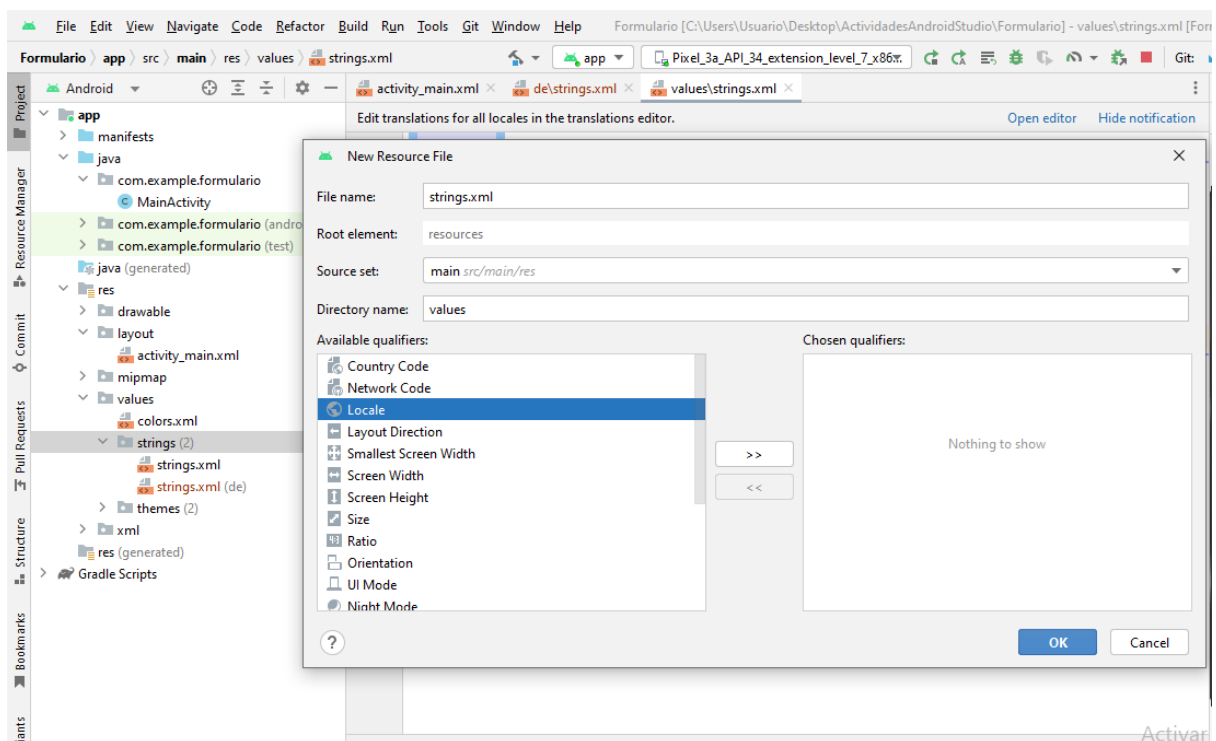 File Edit View Navigate Code Refactor Build Run Tools Git Window Help Formulario [C:\Users\Usuario\Desktop\ActividadesAndroidStudio\Formulario] - values\strings.xml
Formulario app src main res values strings.xml app Pixel_3a_API_34_extension_level_7_x86 Git:
Project
Resource Manager
Commit
Pull Requests
Structure
Bookmarks
Android
activity_main.xml de\strings.xml values\strings.xml
Edit translations for all locales in the translations editor. Open editor Hide notification
app
manifests
java
com.example.formulario
MainActivity
com.example.formulario (andro
com.example.formulario (test)
java (generated)
res
drawable
layout
activity_main.xml
mipmap
values
colors.xml
strings (2)
strings.xml
strings.xml (de)
themes (2)
xml
res (generated)
Gradle Scripts
New Resource File
File name: strings.xml
Root element: resources
Source set: main src/main/res
Directory name: values
Available qualifiers: Chosen qualifiers:
Country Code
Network Code
Locale
Layout Direction
Smallest Screen Width
Screen Width
Screen Height
Size
Ratio
Orientation
UI Mode
Night Mode
>>
<<
Nothing to show
?
OK Cancel
Activar